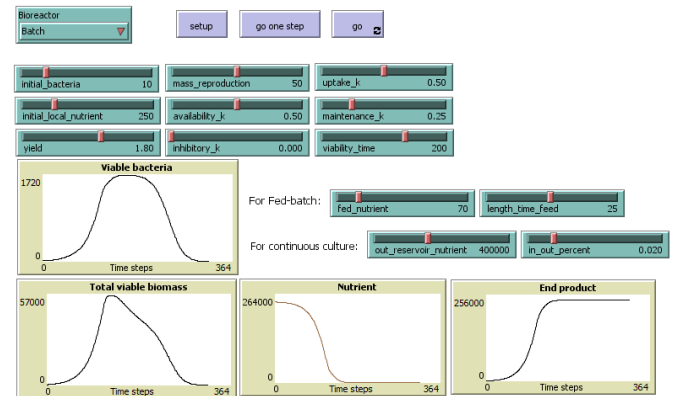 Bioreactor
Batch
setup
go one step
go
initial_bacteria 10
mass_reproduction 50
uptake_k 0.50
initial_local_nutrient 250
availability_k 0.50
maintenance_k 0.25
yield 1.80
inhibitory_k 0.000
viability_time 200
Viable bacteria
1720
0
0 Time steps 364
For Fed-batch:
fed_nutrient 70
length_time_feed 25
For continuous culture:
out_reservoir_nutrient 400000
in_out_percent 0.020
Total viable biomass
57000
0
0 Time steps 364
Nutrient
264000
0
0 Time steps 364
End product
256000
0
0 Time steps 364